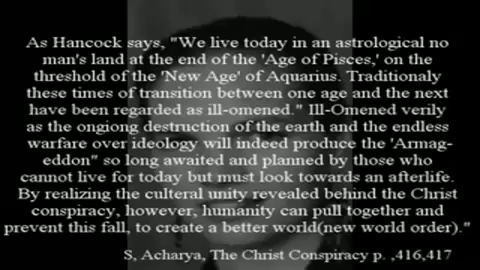 As Hancock says, "We live today in an astrological no
man's land at the end of the 'Age of Pisces,' on the
threshold of the 'New Age' of Aquarius. Traditionaly
these times of transition between one age and the next
have been regarded as ill-omened." Ill-Omened verily
as the ongiong destruction of the earth and the endless
warfare over ideology will indeed produce the 'Armag-
eddon" so long awaited and planned by those who
cannot live for today but must look towards an afterlife.
By realizing the culteral unity revealed behind the Christ
conspiracy, however, humanity can pull together and
prevent this fall, to create a better world(new world order)."
S, Acharya, The Christ Conspiracy p. ,416,417